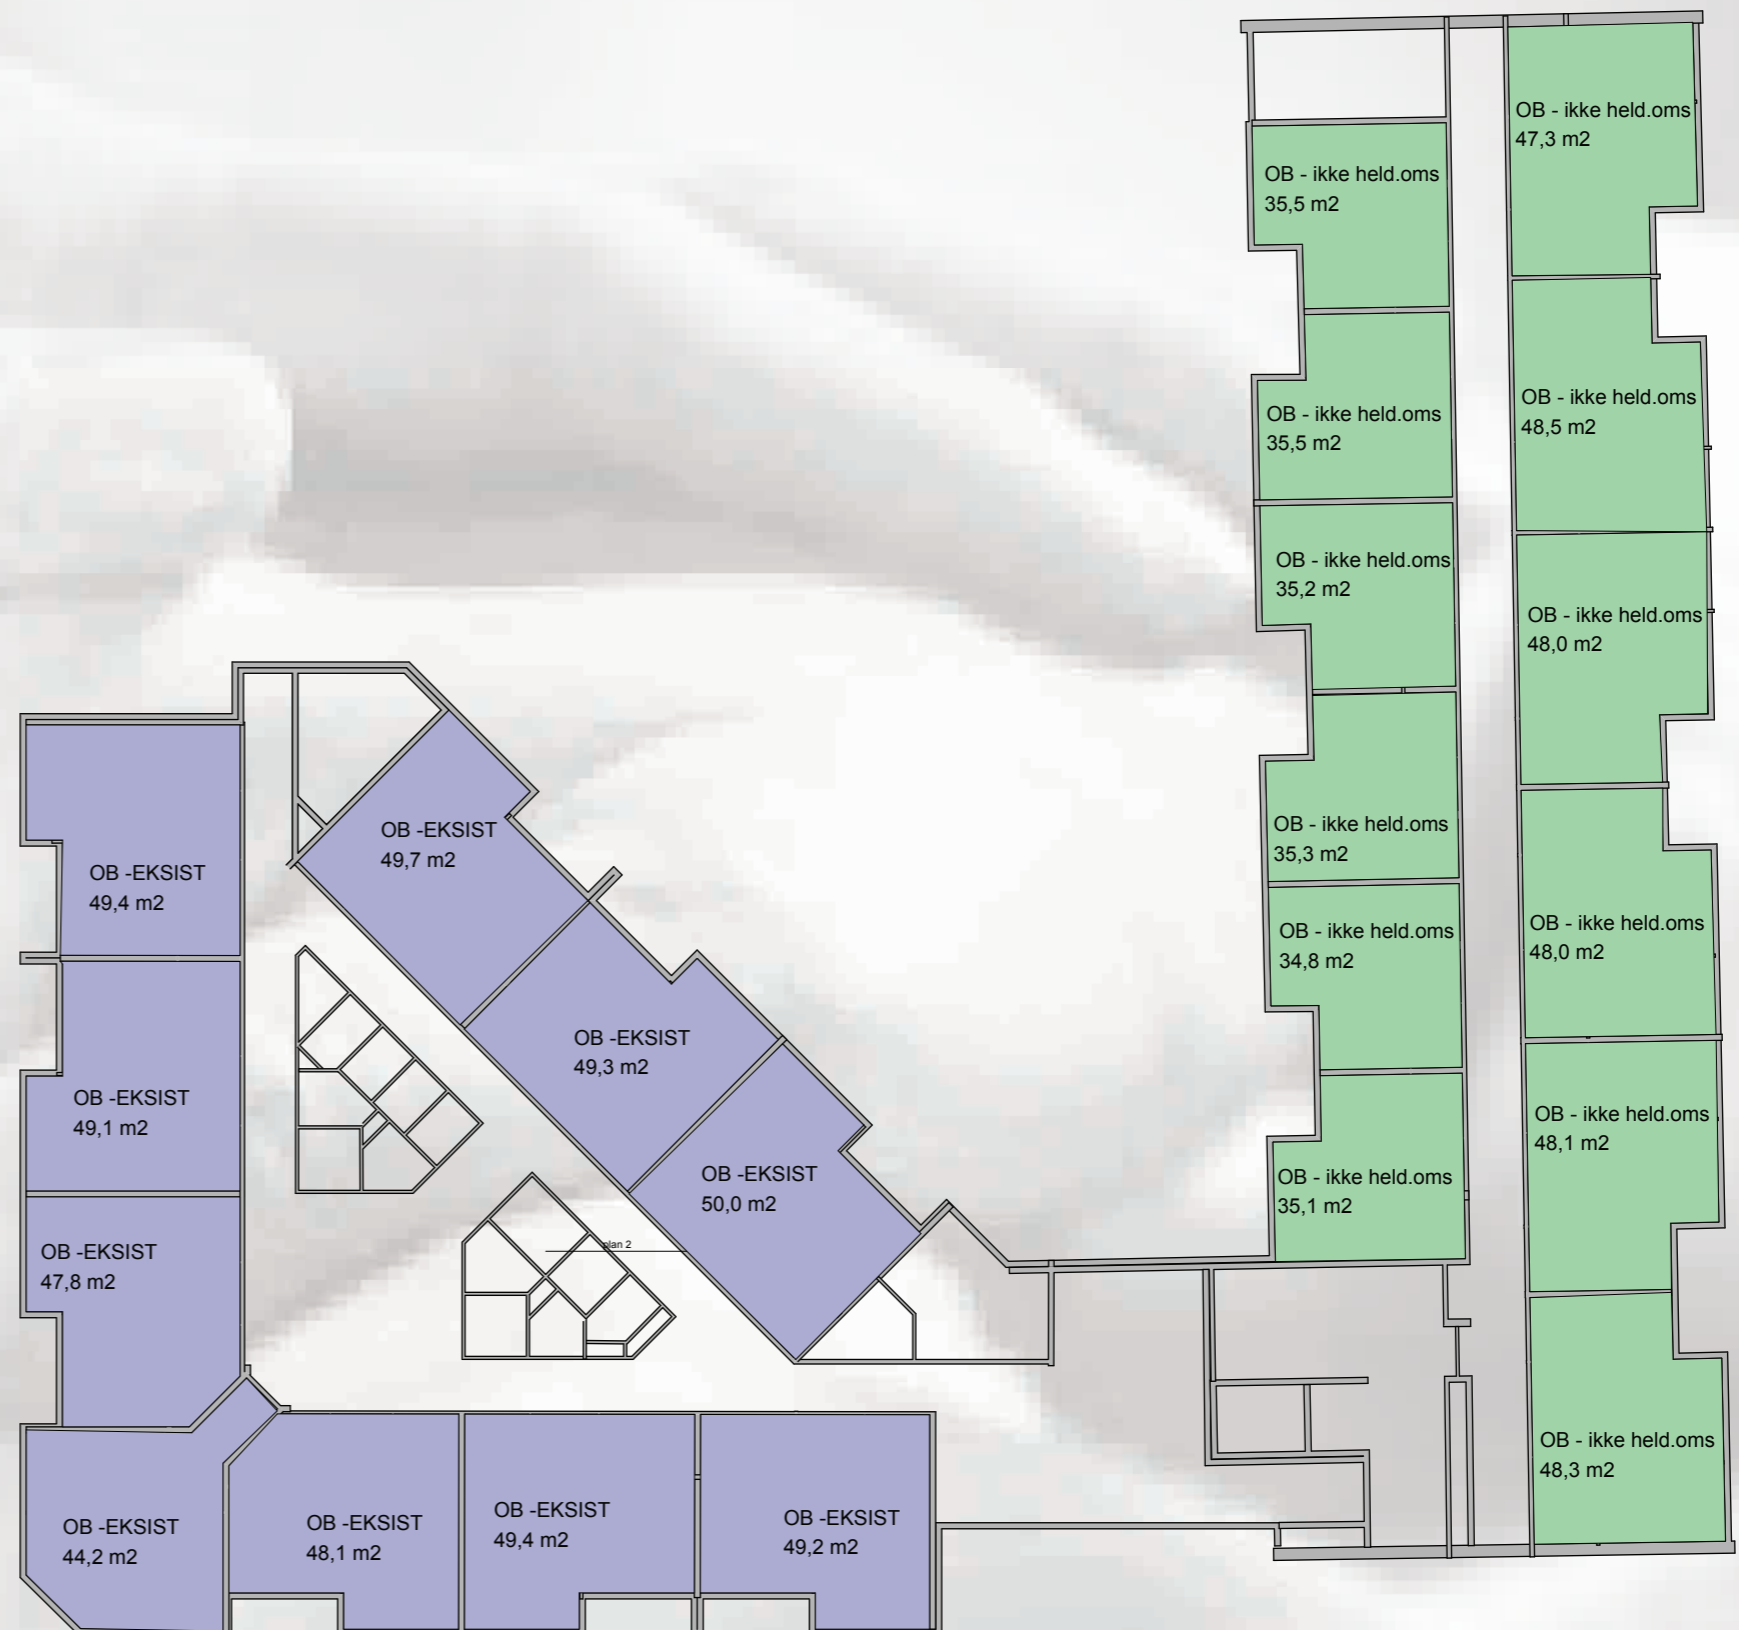 OB - ikke held.oms
47,3 m2
OB - ikke held.oms
35,5 m2
OB - ikke held.oms
48,5 m2
OB - ikke held.oms
35,5 m2
OB - ikke held.oms
35,2 m2
OB - ikke held.oms
48,0 m2
OB - ikke held.oms
35,3 m2
OB - ikke held.oms
48,0 m2
OB - ikke held.oms
34,8 m2
OB - ikke held.oms
48,1 m2
OB - ikke held.oms
35,1 m2
OB - ikke held.oms
48,3 m2
OB -EKSIST
49,7 m2
OB -EKSIST
49,4 m2
OB -EKSIST
49,3 m2
OB -EKSIST
49,1 m2
OB -EKSIST
50,0 m2
plan 2
OB -EKSIST
47,8 m2
OB -EKSIST
44,2 m2
OB -EKSIST
48,1 m2
OB -EKSIST
49,4 m2
OB -EKSIST
49,2 m2